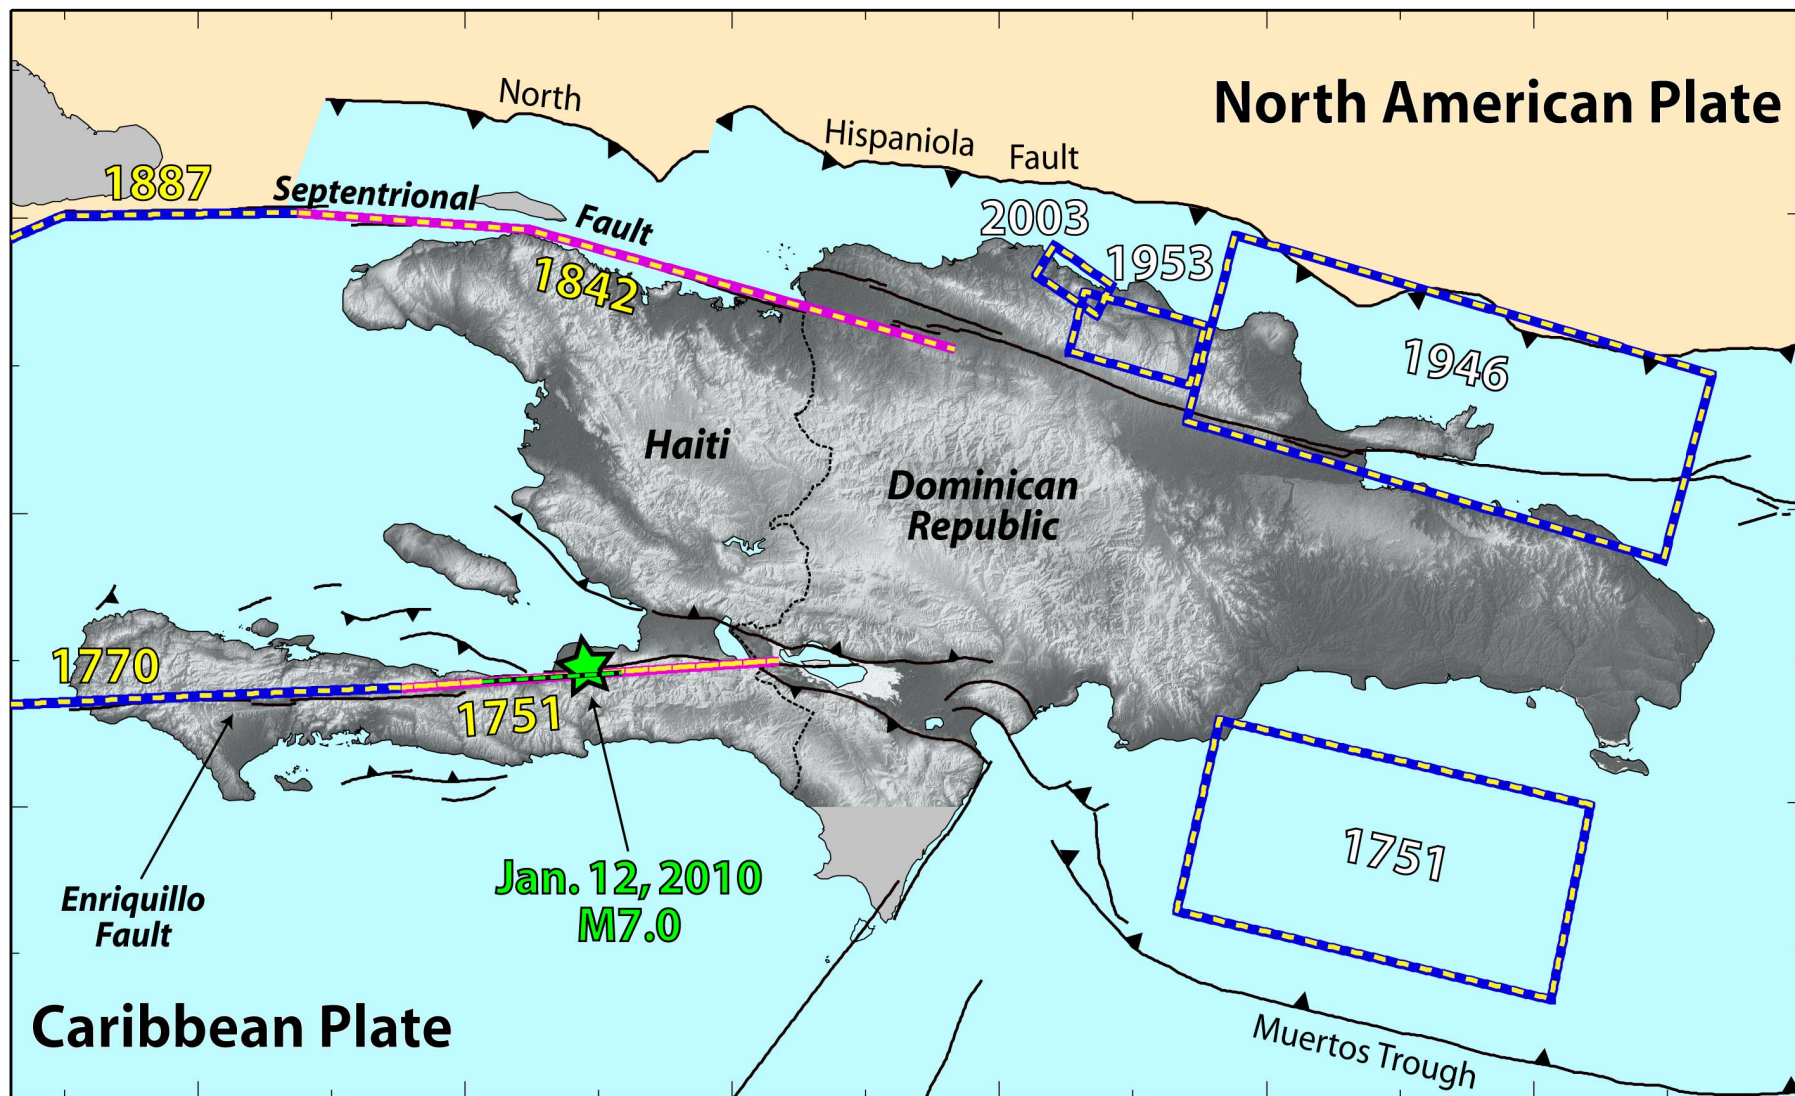 North
North American Plate
Hispaniola
Fault
1887
Septentrional
Fault
2003
1953
1842
1946
Haiti
Dominican
Republic
1770
1751
1751
Jan. 12, 2010
M7.0
Enriquillo
Fault
Caribbean Plate
Muertos Trough